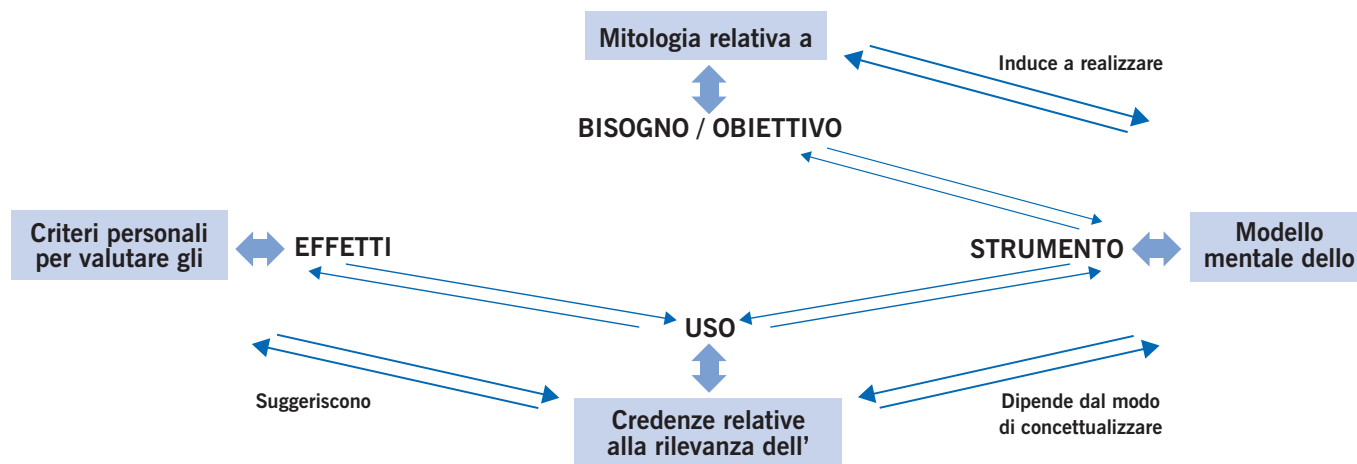 Mitologia relativa a
Induce a realizzare
BISOGNO / OBIETTIVO
Criteri personali
per valutare gli
EFFETTI
STRUMENTO
Modello
mentale dello
USO
Suggeriscono
Credenze relative
alla rilevanza dell'
Dipende dal modo
di concettualizzare